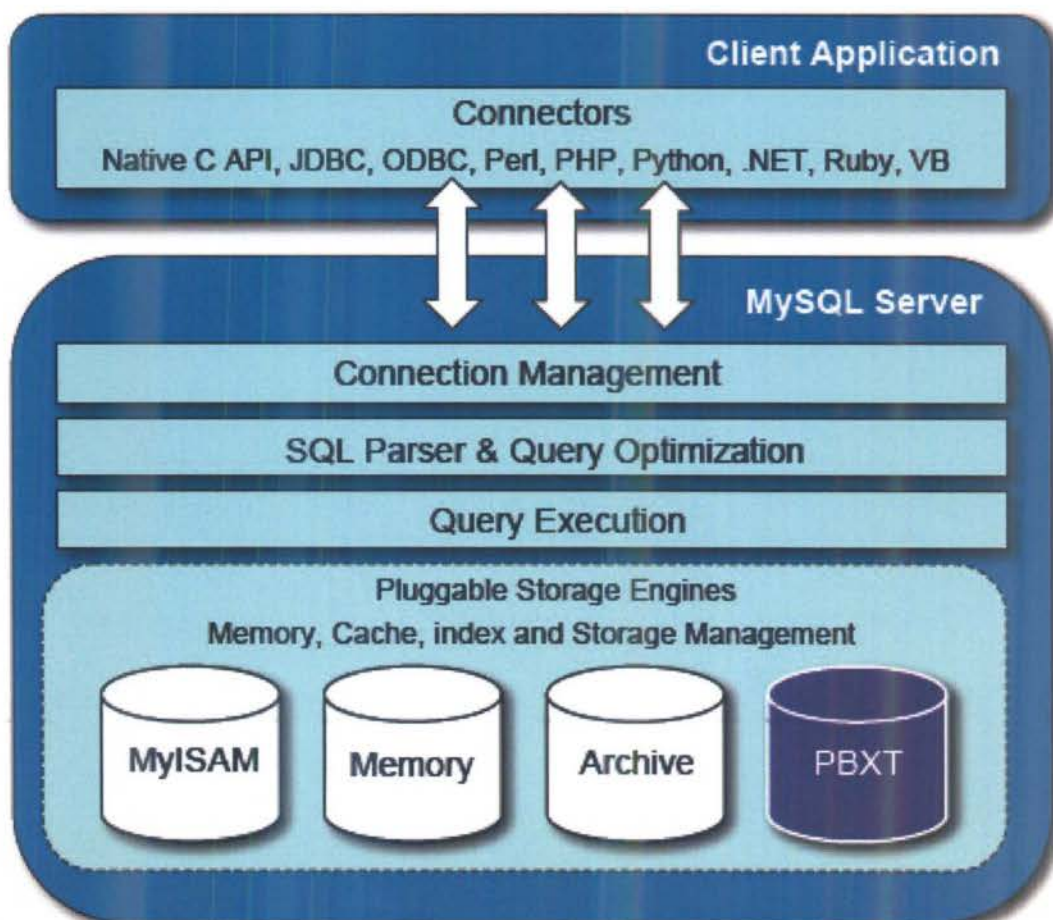 Client Application
Connectors
Native C API, JDBC, ODBC, Perl, PHP, Python, .NET, Ruby, VB
MySQL Server
Connection Management
SQL Parser & Query Optimization
Query Execution
Pluggable Storage Engines
Memory, Cache, index and Storage Management
MyISAM
Memory
Archive
PBXT